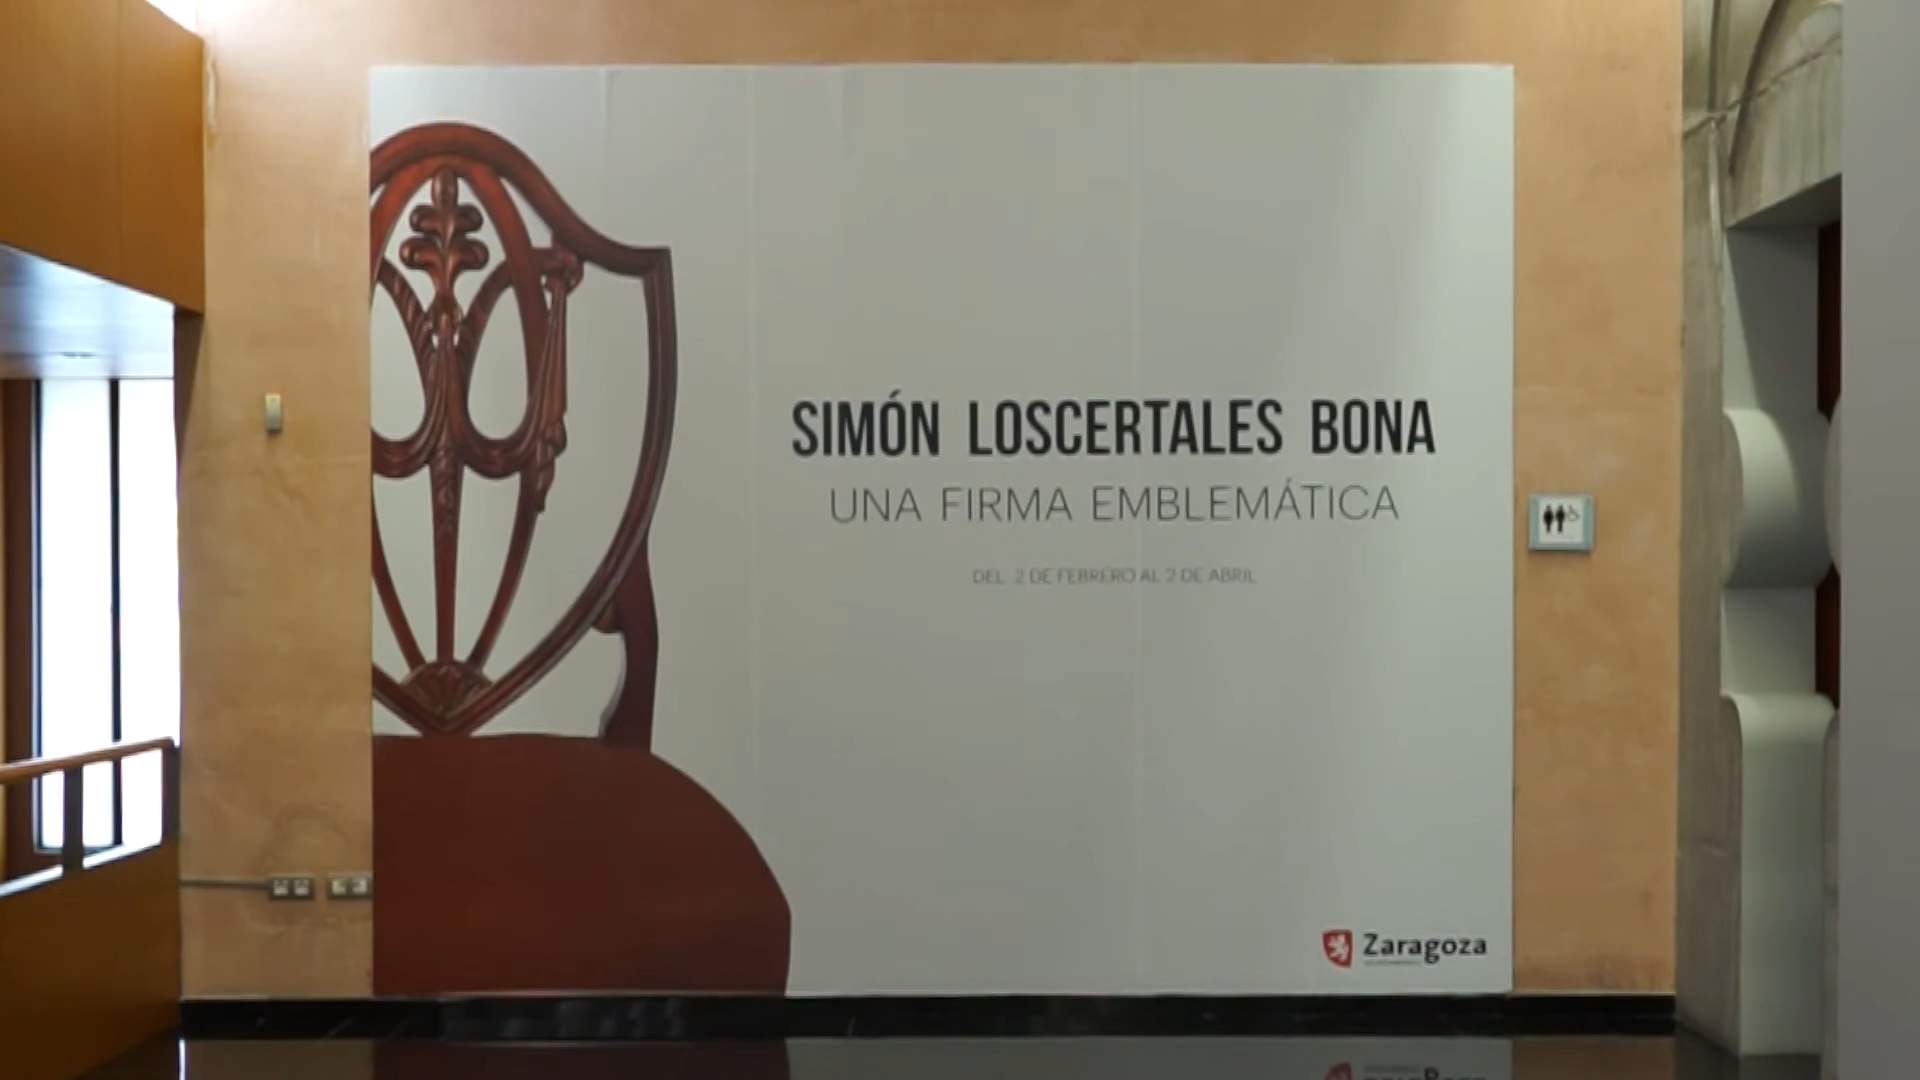 SIMÓN LOSCERTALES BONA
UNA FIRMA EMBLEMÁTICA
DEL 2 DE FEBRERO AL 2 DE ABRIL
Zaragoza